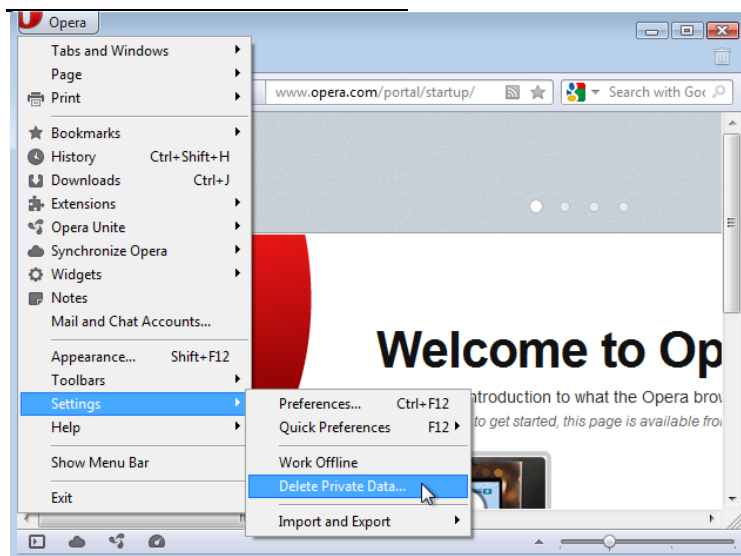 Opera
Tabs and Windows
Page
Print
www.opera.com/portal/startup/
Search with Goo
Bookmarks
History Ctrl+Shift+H
Downloads Ctrl+J
Extensions
Opera Unite
Synchronize Opera
Widgets
Notes
Mail and Chat Accounts...
Appearance... Shift+F12
Toolbars
Settings
Help
Show Menu Bar
Exit
Preferences... Ctrl+F12
Quick Preferences F12
Work Offline
Delete Private Data...
Import and Export
Welcome to Op
ntroduction to what the Opera brow
to get started, this page is available fro